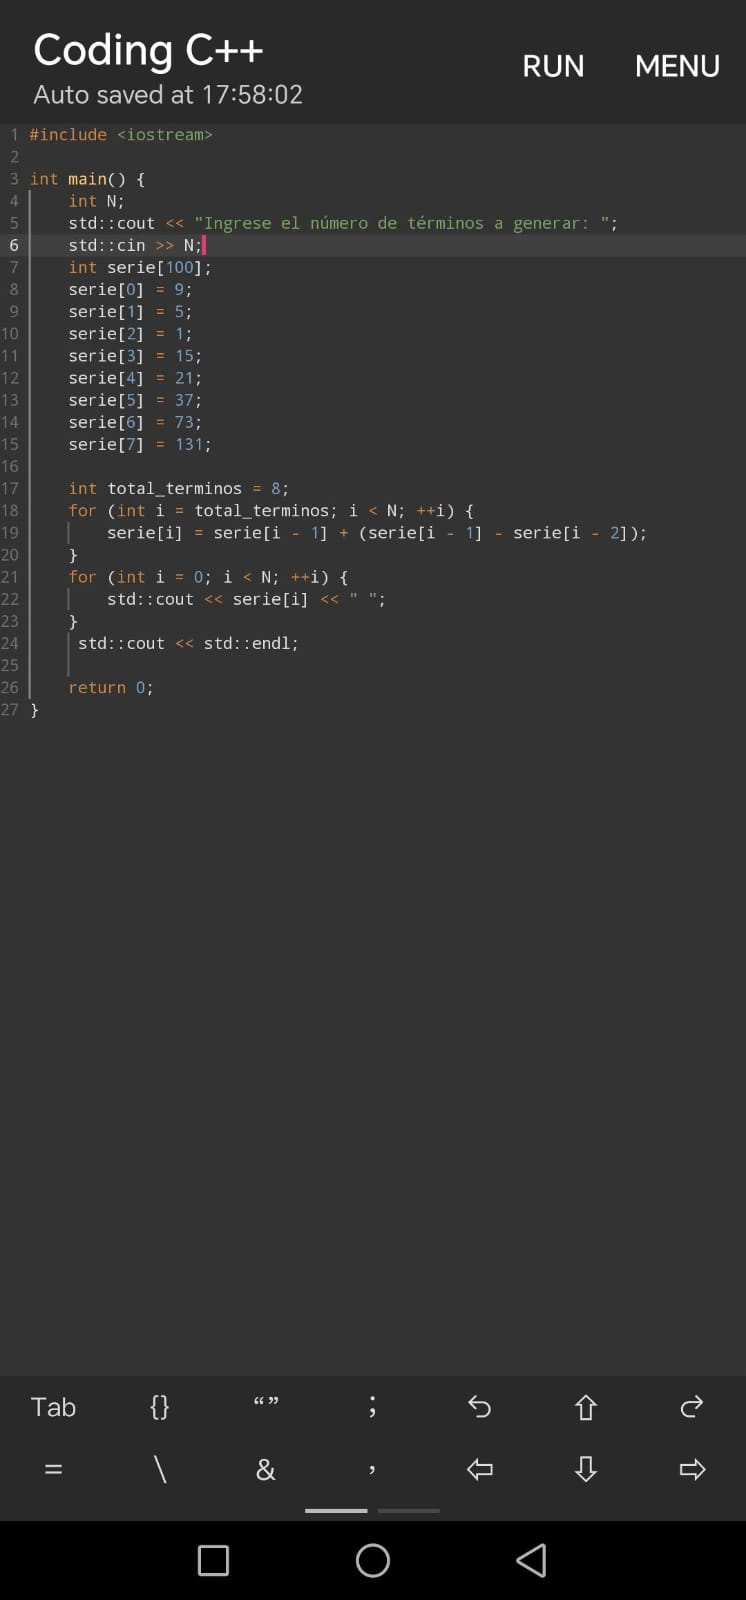 Coding C++
Auto saved at 17:58:02
RUN MENU
1 #include <iostream>
2
3 int main() {
4     int N;
5     std::cout << "Ingrese el número de términos a generar: ";
6     std::cin >> N;
7     int serie[100];
8     serie[0] = 9;
9     serie[1] = 5;
10     serie[2] = 1;
11     serie[3] = 15;
12     serie[4] = 21;
13     serie[5] = 37;
14     serie[6] = 73;
15     serie[7] = 131;
16
17     int total_terminos = 8;
18     for (int i = total_terminos; i < N; ++i) {
19         serie[i] = serie[i - 1] + (serie[i - 1] - serie[i - 2]);
20     }
21     for (int i = 0; i < N; ++i) {
22         std::cout << serie[i] << " ";
23     }
24      std::cout << std::endl;
25
26     return 0;
27 }
Tab {} “” ;
= \ & ,